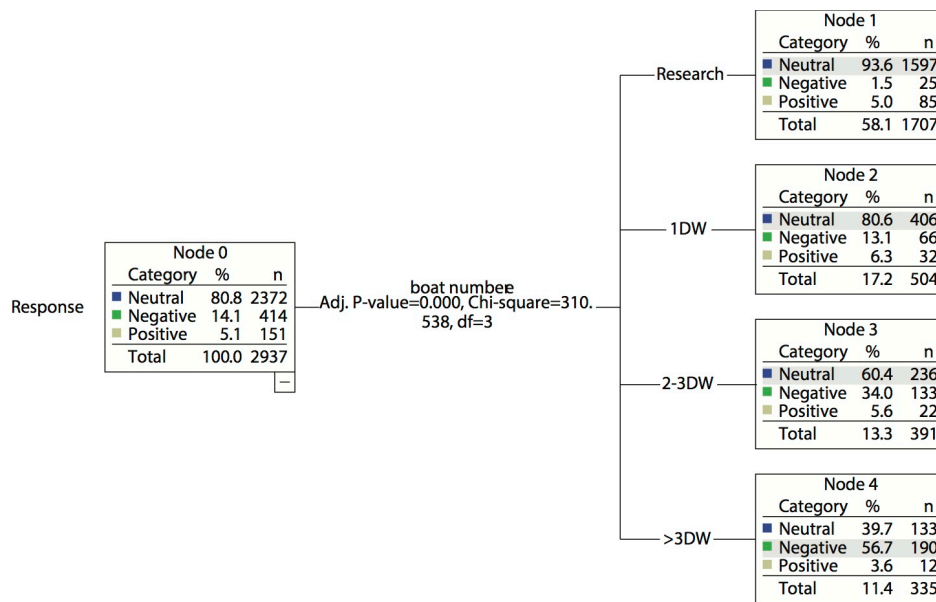 Response
Node 0
Category % n
Neutral 80.8 2372
Negative 14.1 414
Positive 5.1 151
Total 100.0 2937
boat number
Adj. P-value=0.000, Chi-square=310.
538, df=3
Research
Node 1
Category % n
Neutral 93.6 1597
Negative 1.5 25
Positive 5.0 85
Total 58.1 1707
1DW
Node 2
Category % n
Neutral 80.6 406
Negative 13.1 66
Positive 6.3 32
Total 17.2 504
2-3DW
Node 3
Category % n
Neutral 60.4 236
Negative 34.0 133
Positive 5.6 22
Total 13.3 391
>3DW
Node 4
Category % n
Neutral 39.7 133
Negative 56.7 190
Positive 3.6 12
Total 11.4 335